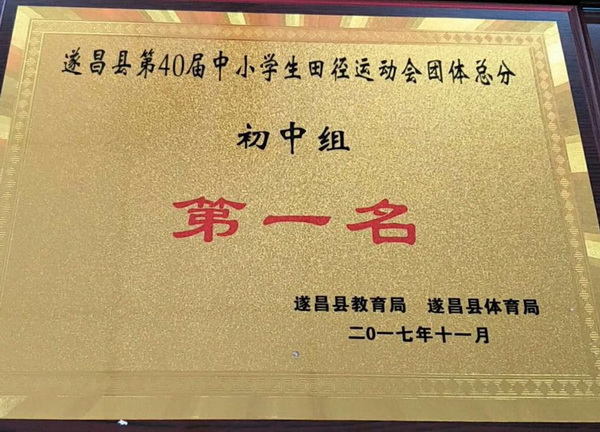 遂昌县第40届中小学生田径运动会团体总分
初中组
第一名
遂昌县教育局 遂昌县体育局
二0一七年十一月